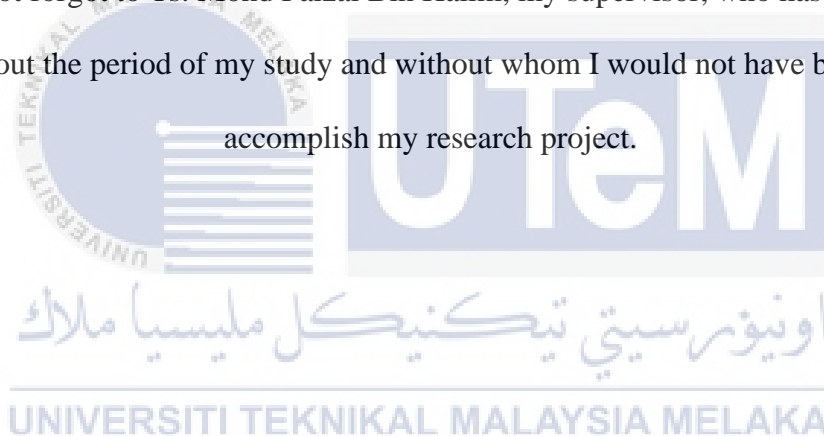 forget to Ts. Mohd Faizal Bin Halim, my supervisor, who has
out the period of my study and without whom I would not have b
accomplish my research project.
UTeM
اونيۏرسيتي تيكنيكل مليسيا ملاك
UNIVERSITI TEKNIKAL MALAYSIA MELAKA